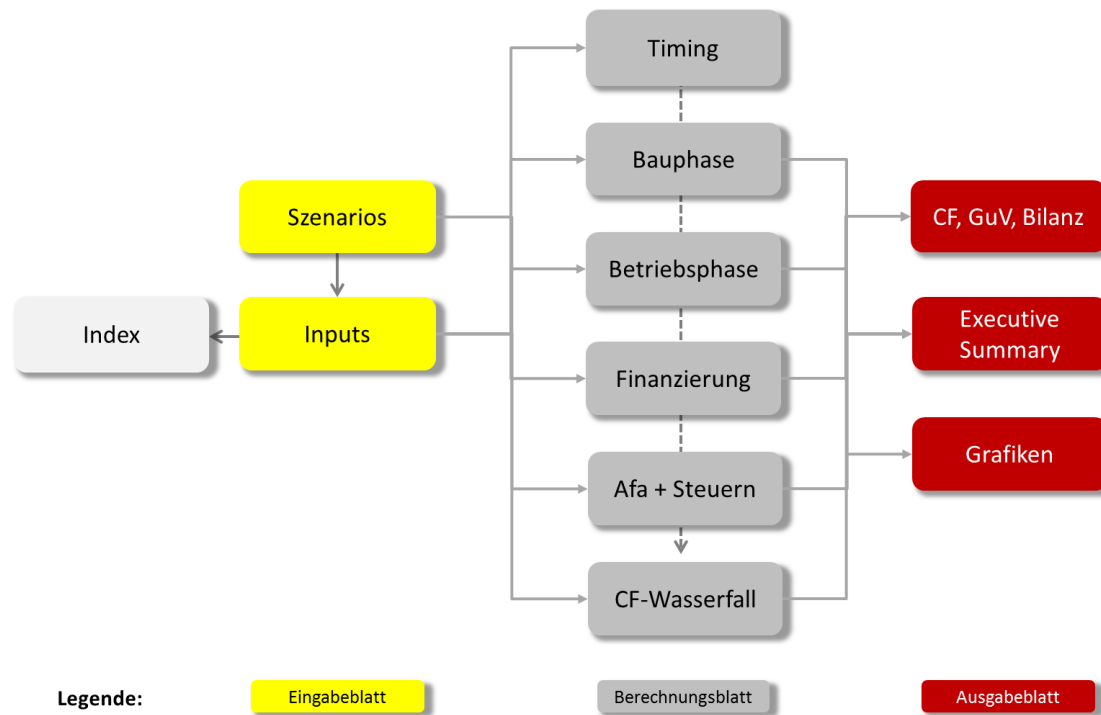 Timing
Bauphase
Szenarios
CF, GuV, Bilanz
Betriebsphase
Index
Inputs
Executive
Summary
Finanzierung
Grafiken
Afa + Steuern
CF-Wasserfall
Legende:
Eingabeblatt
Berechnungsblatt
Ausgabeblatt